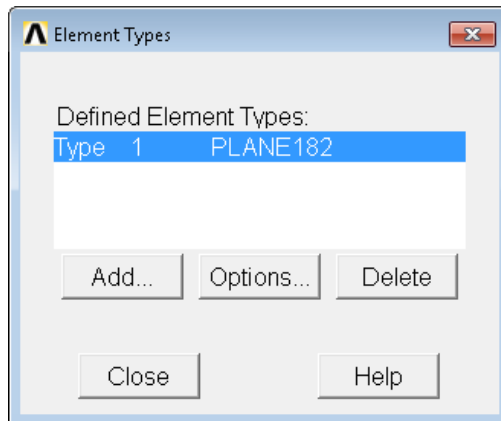 Element Types
Defined Element Types:
Type 1 PLANE182
Add... Options... Delete
Close Help